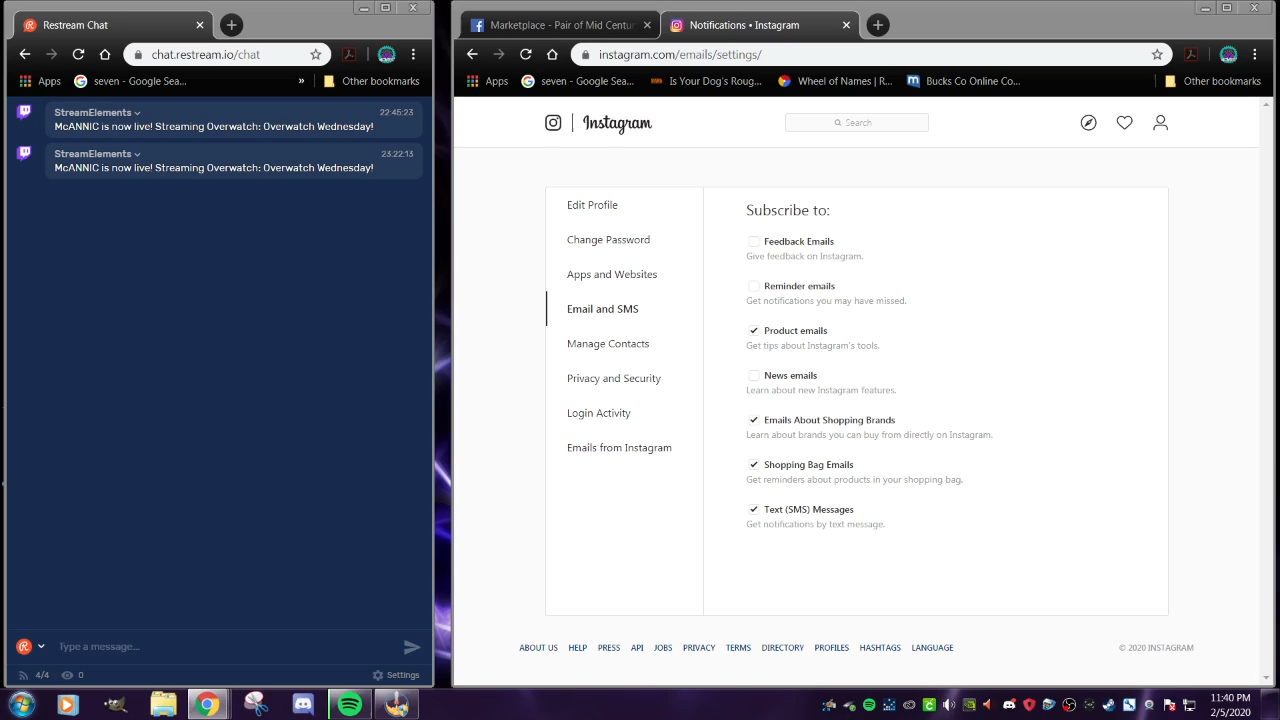 Restream Chat
chat.restream.io/chat
Apps
seven - Google Sea...
»
Other bookmarks
StreamElements
22:45:23
McANNIC is now live! Streaming Overwatch: Overwatch Wednesday!
StreamElements
23:22:13
McANNIC is now live! Streaming Overwatch: Overwatch Wednesday!
Type a message...
4/4
0
Settings
Marketplace - Pair of Mid Centur
Notifications • Instagram
instagram.com/emails/settings/
Apps
seven - Google Sea...
Is Your Dog's Roug...
Wheel of Names | R...
Bucks Co Online Co...
Other bookmarks
Instagram
Search
Edit Profile
Change Password
Apps and Websites
Email and SMS
Manage Contacts
Privacy and Security
Login Activity
Emails from Instagram
Subscribe to:
Feedback Emails
Give feedback on Instagram.
Reminder emails
Get notifications you may have missed.
Product emails
Get tips about Instagram's tools.
News emails
Learn about new Instagram features.
Emails About Shopping Brands
Learn about brands you can buy from directly on Instagram.
Shopping Bag Emails
Get reminders about products in your shopping bag.
Text (SMS) Messages
Get notifications by text message.
ABOUT US HELP PRESS API JOBS PRIVACY TERMS DIRECTORY PROFILES HASHTAGS LANGUAGE
© 2020 INSTAGRAM
11:40 PM
2/5/2020